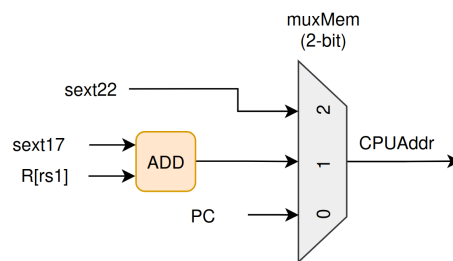 muxMem
(2-bit)
sext22
2
CPUAddr
sext17
ADD
1
R[rs1]
PC
0